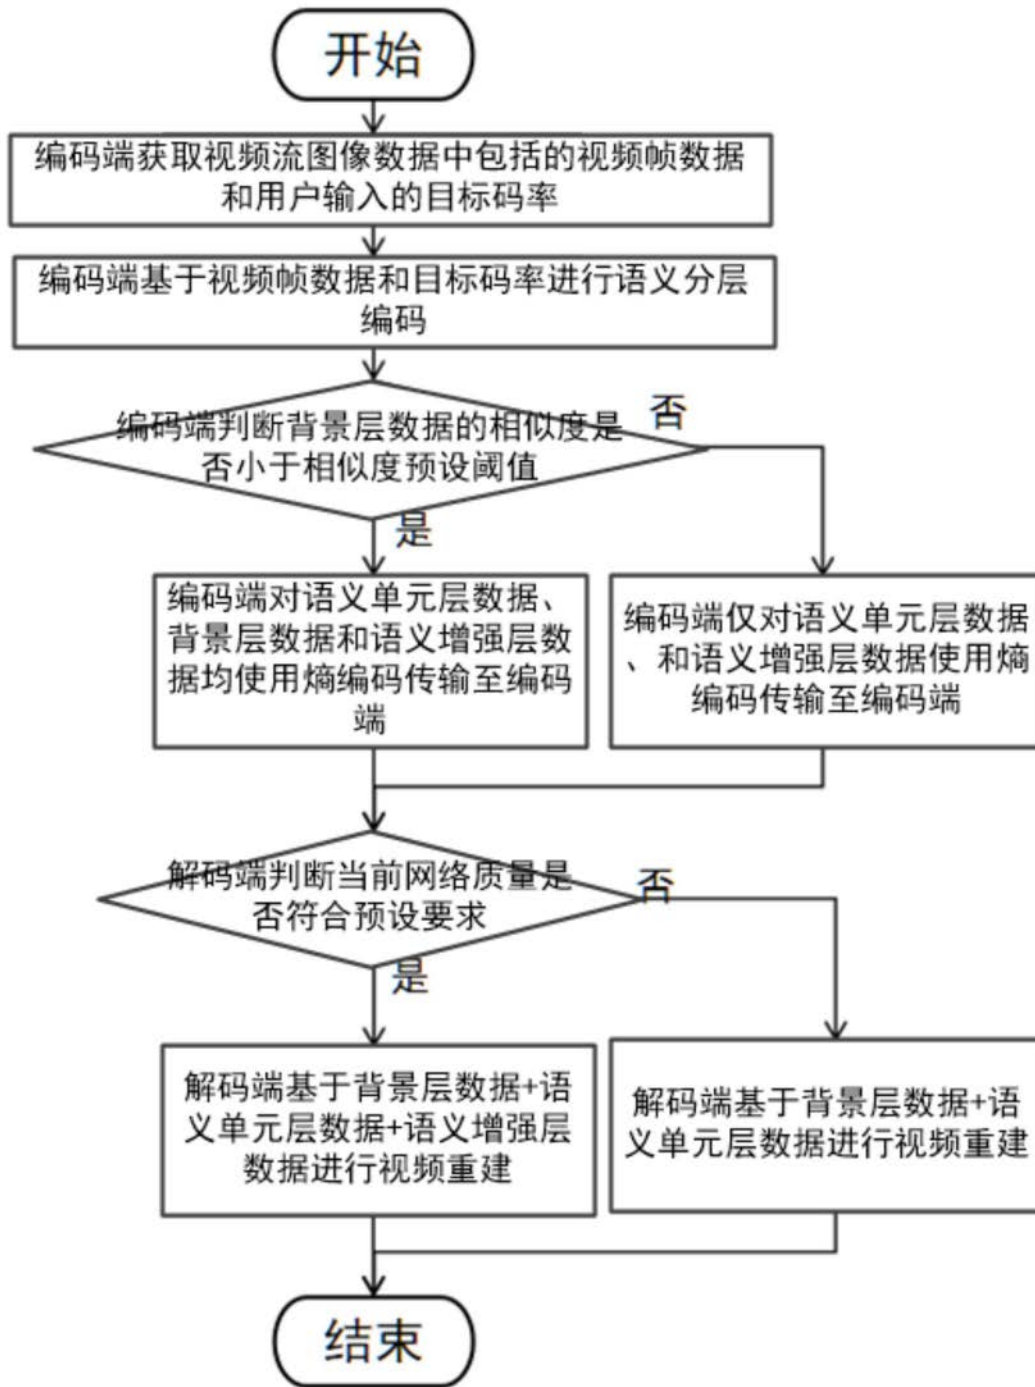 开始
编码端获取视频流图像数据中包括的视频帧数据
和用户输入的目标码率
编码端基于视频帧数据和目标码率进行语义分层
编码
编码端判断背景层数据的相似度是
否小于相似度预设阈值
否
是
编码端对语义单元层数据、
背景层数据和语义增强层数
据均使用熵编码传输至编码
端
编码端仅对语义单元层数据
、和语义增强层数据使用熵
编码传输至编码端
解码端判断当前网络质量是
否符合预设要求
否
是
解码端基于背景层数据+语
义单元层数据+语义增强层
数据进行视频重建
解码端基于背景层数据+语
义单元层数据进行视频重建
结束